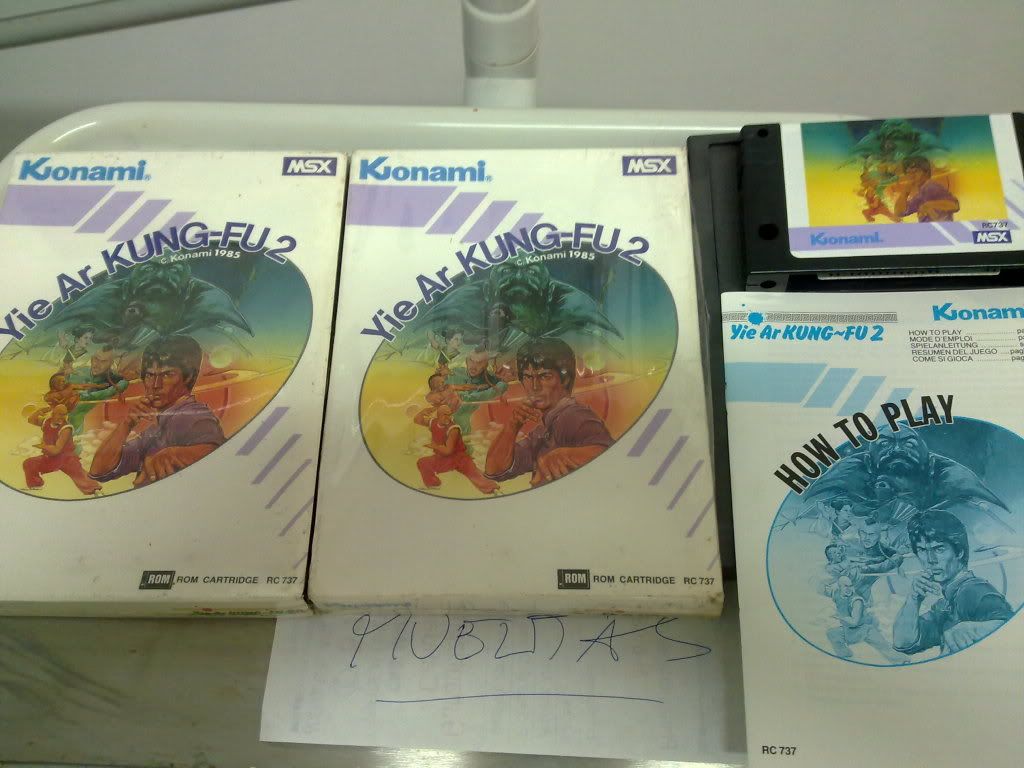 Konami®
MSX
Yie Ar KUNG-FU 2
© Konami 1985
ROM ROM CARTRIDGE RC 737
Konami®
MSX
Yie Ar KUNG-FU 2
© Konami 1985
ROM ROM CARTRIDGE RC 737
RC737
Konami®
MSX
Konami
Yie Ar KUNG~FU 2
HOW TO PLAY
MODE D'EMPLOI
SPIELANLEITUNG
RESUMEN DEL JUEGO
COME SI GIOCA
HOW TO PLAY
RC 737